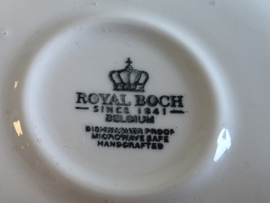 ROYAL BOCH
SINCE 1841
BELGIUM
DISHWASHER PROOF
MICROWAVE SAFE
HANDCRAFTED